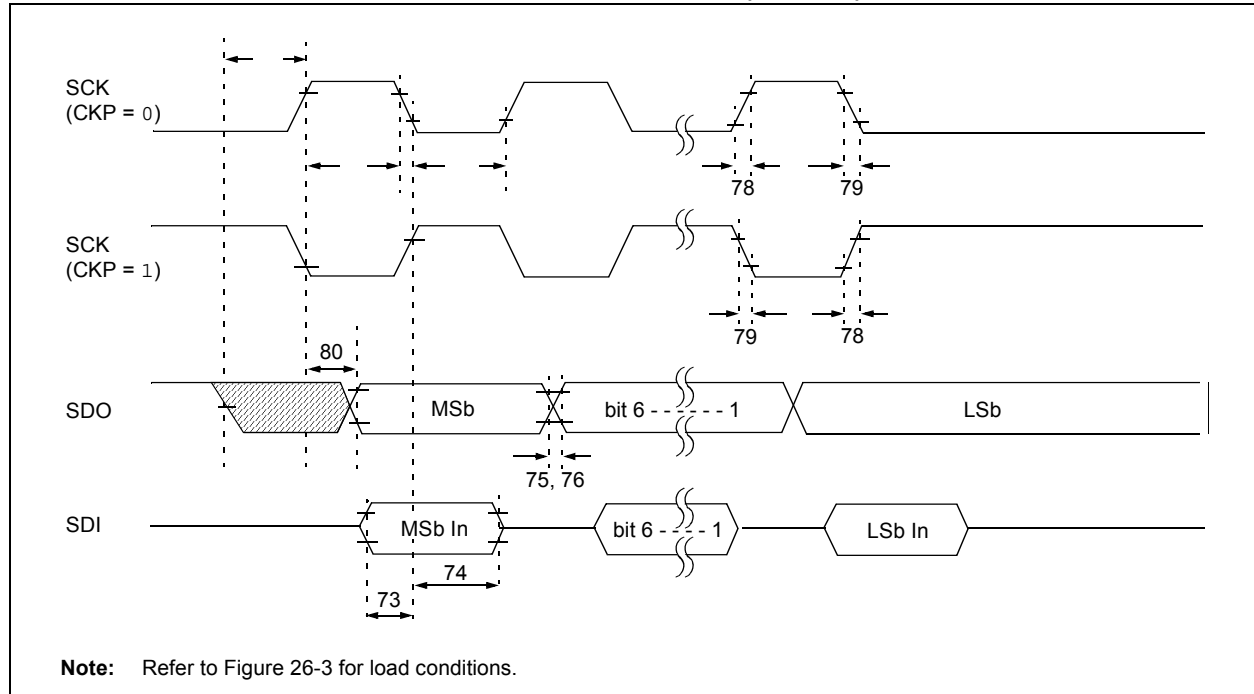 SCK
(CKP = 0)
78
79
SCK
(CKP = 1)
79
78
80
SDO
MSb
bit 6 - - - - - - 1
LSb
75, 76
SDI
MSb In
bit 6 - - - - - 1
LSb In
74
73
Note: Refer to Figure 26-3 for load conditions.